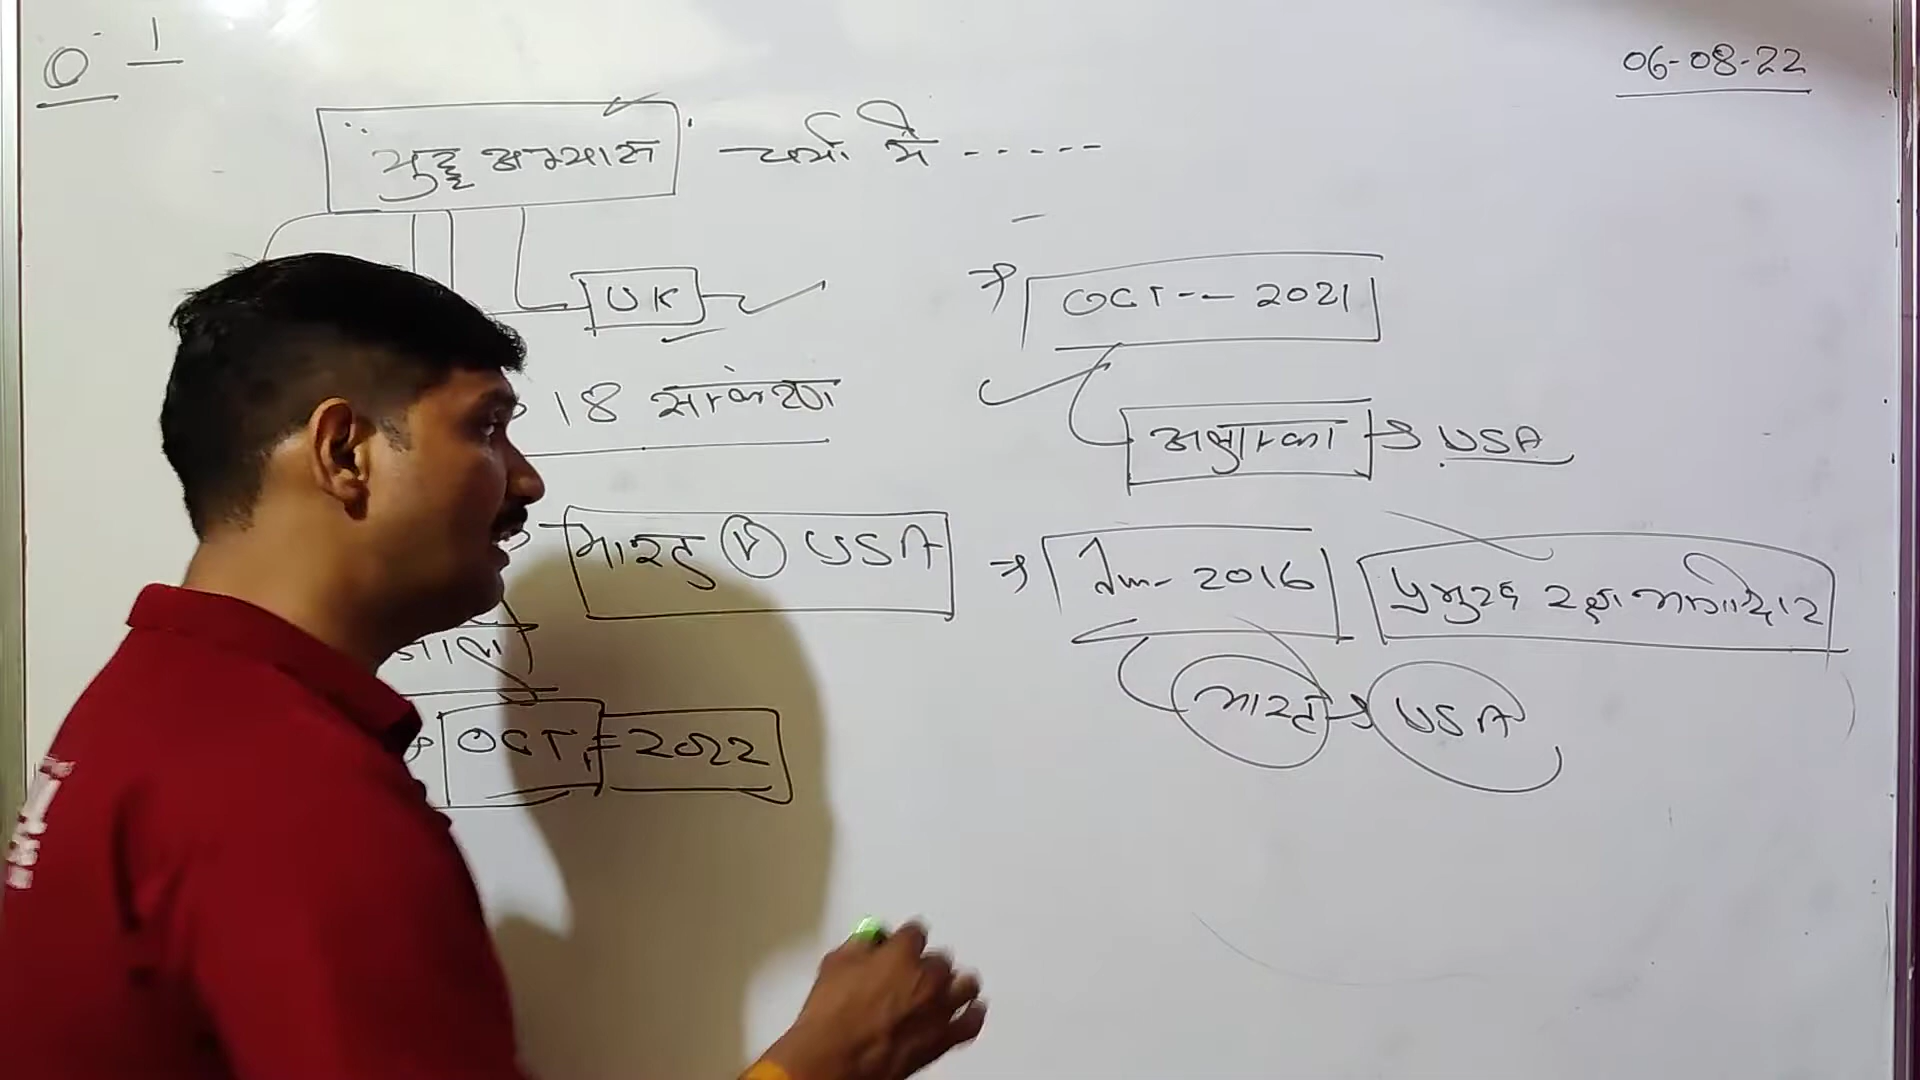 1
06-08-22
युद्ध अभ्यास चर्चा में -----
UK
OCT -- 2021
18 सांकरण
अलास्का → USA
भारत V USA
→ Jun - 2016 प्रमुख रक्षा भागीदार
भारत → USA
OCT, = 2022